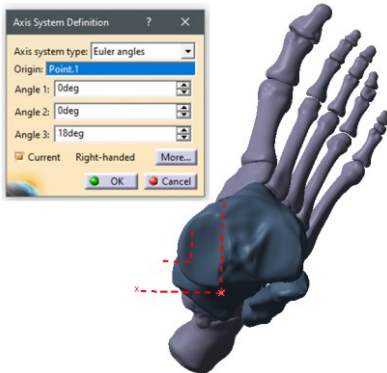 Axis System Definition ? ×
Axis system type: Euler angles
Origin: Point.1
Angle 1: 0deg
Angle 2: 0deg
Angle 3: 18deg
Current Right-handed More...
OK Cancel
x